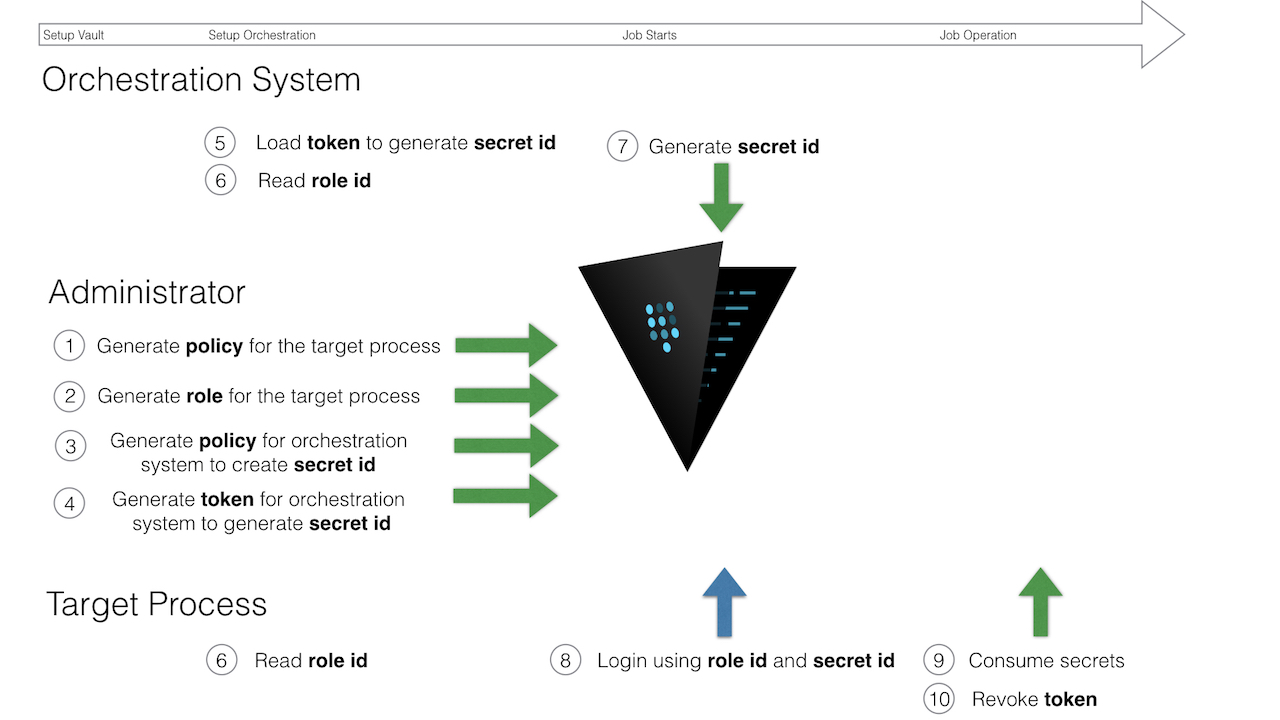 Setup Vault
Setup Orchestration
Job Starts
Job Operation
Orchestration System
5 Load token to generate secret id
6 Read role id
7 Generate secret id
Administrator
1 Generate policy for the target process
2 Generate role for the target process
3 Generate policy for orchestration
system to create secret id
4 Generate token for orchestration
system to generate secret id
Target Process
6 Read role id
8 Login using role id and secret id
9 Consume secrets
10 Revoke token